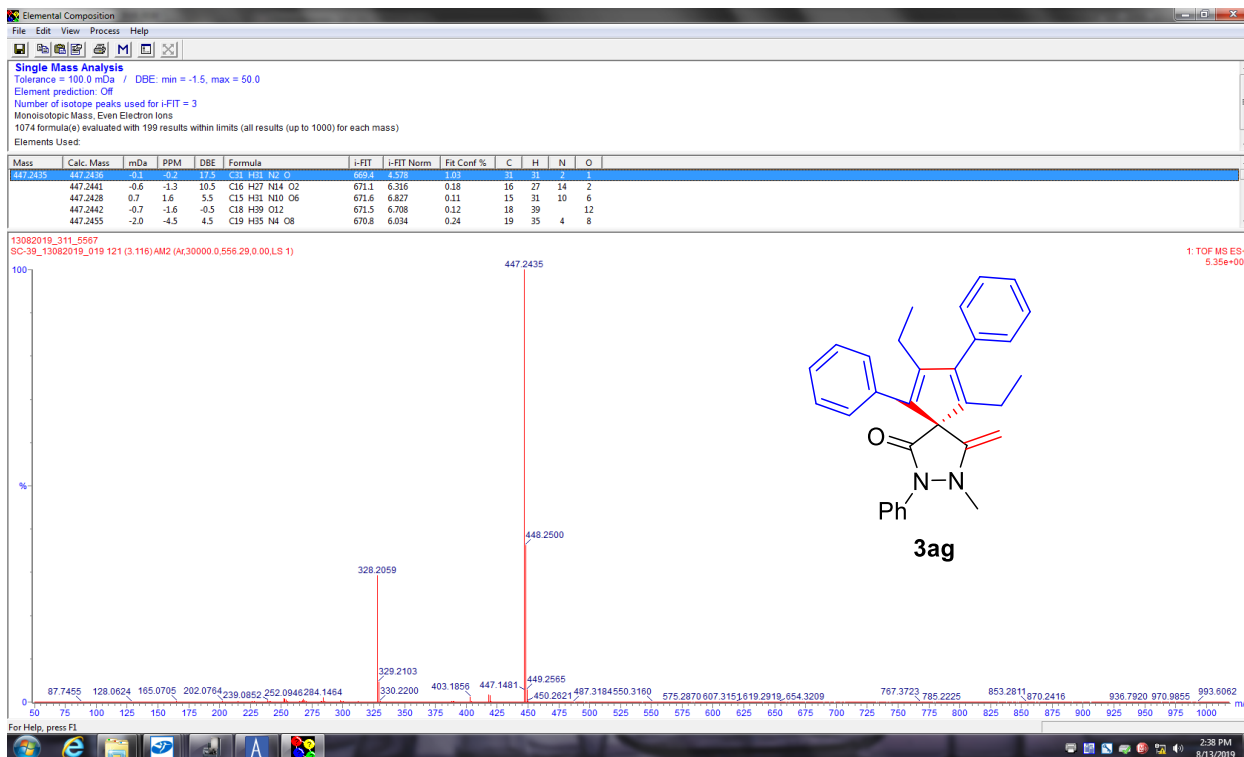 Elemental Composition
File Edit View Process Help
Single Mass Analysis
Tolerance = 100.0 mDa / DBE: min = -1.5, max = 50.0
Element prediction: Off
Number of isotope peaks used for i-FIT = 3
Monoisotopic Mass, Even Electron Ions
1074 formula(e) evaluated with 199 results within limits (all results (up to 1000) for each mass)
Elements Used:
Mass Calc. Mass mDa PPM DBE Formula i-FIT i-FIT Norm Fit Conf % C H N O
447.2435 447.2436 -0.1 -0.2 17.5 C31 H31 N2 O 669.4 4.578 1.03 31 31 2 1
447.2441 -0.6 -1.3 10.5 C16 H27 N14 O2 671.1 6.316 0.18 16 27 14 2
447.2428 0.7 1.6 5.5 C15 H31 N10 O6 671.6 6.827 0.11 15 31 10 6
447.2442 -0.7 -1.6 -0.5 C18 H39 O12 671.5 6.708 0.12 18 39 12
447.2455 -2.0 -4.5 4.5 C19 H35 N4 O8 670.8 6.034 0.24 19 35 4 8
13082019_311_5567
SC-39_13082019_019 121 (3.116) AM2 (Ar,30000.0,556.29,0.00,LS 1)
1: TOF MS ES+
5.35e+00
100
447.2435
448.2500
328.2059
%
O
N N
Ph
3ag
329.2103
330.2200
403.1856
447.1481
449.2565
450.2621
87.7455 128.0624 165.0705 202.0764 239.0852 252.0946 284.1464
487.3184 550.3160 575.2870 607.3151 619.2919 654.3209 767.3723 785.2225 853.2811 870.2416 936.7920 970.9855 993.6062
0
50 75 100 125 150 175 200 225 250 275 300 325 350 375 400 425 450 475 500 525 550 575 600 625 650 675 700 725 750 775 800 825 850 875 900 925 950 975 1000
For Help, press F1
2:38 PM
8/13/2019